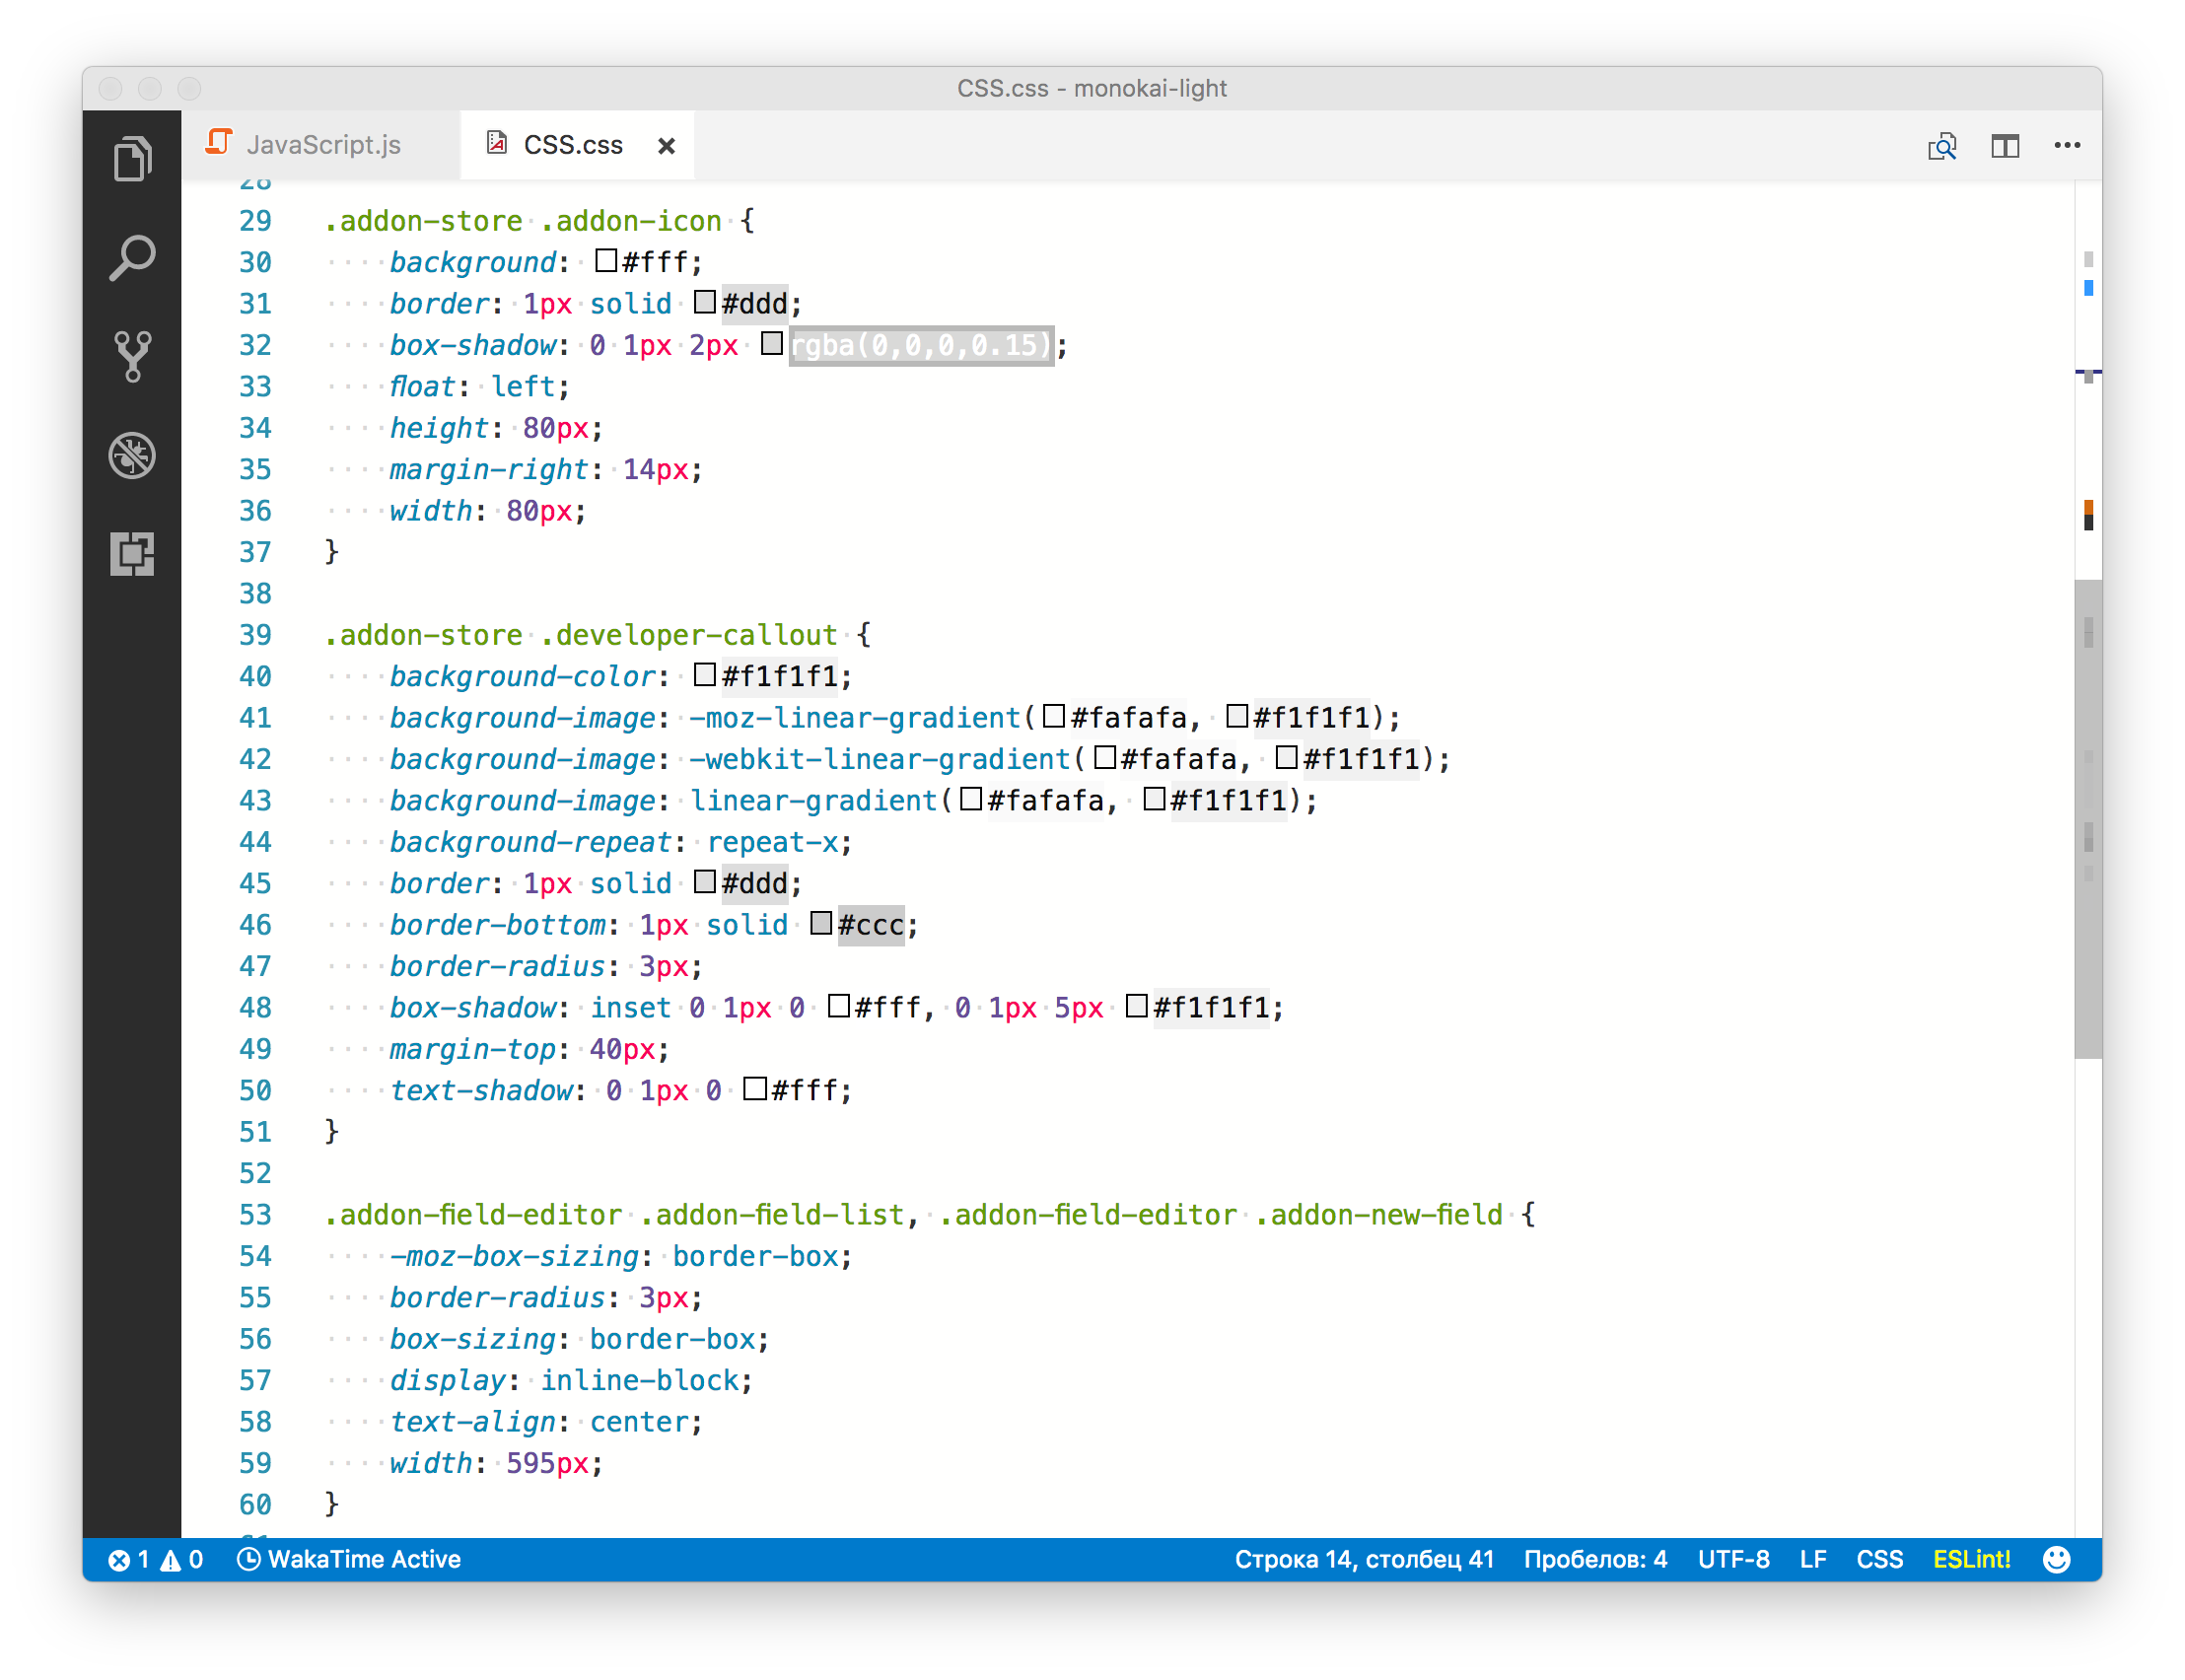 CSS.css - monokai-light
JavaScript.js CSS.css
28
29 .addon-store .addon-icon {
30 background: #fff;
31 border: 1px solid #ddd;
32 box-shadow: 0 1px 2px rgba(0,0,0,0.15);
33 float: left;
34 height: 80px;
35 margin-right: 14px;
36 width: 80px;
37 }
38
39 .addon-store .developer-callout {
40 background-color: #f1f1f1;
41 background-image: -moz-linear-gradient(#fafafa, #f1f1f1);
42 background-image: -webkit-linear-gradient(#fafafa, #f1f1f1);
43 background-image: linear-gradient(#fafafa, #f1f1f1);
44 background-repeat: repeat-x;
45 border: 1px solid #ddd;
46 border-bottom: 1px solid #ccc;
47 border-radius: 3px;
48 box-shadow: inset 0 1px 0 #fff, 0 1px 5px #f1f1f1;
49 margin-top: 40px;
50 text-shadow: 0 1px 0 #fff;
51 }
52
53 .addon-field-editor .addon-field-list, .addon-field-editor .addon-new-field {
54 -moz-box-sizing: border-box;
55 border-radius: 3px;
56 box-sizing: border-box;
57 display: inline-block;
58 text-align: center;
59 width: 595px;
60 }
1 0 WakaTime Active Строка 14, столбец 41 Пробелов: 4 UTF-8 LF CSS ESLint!